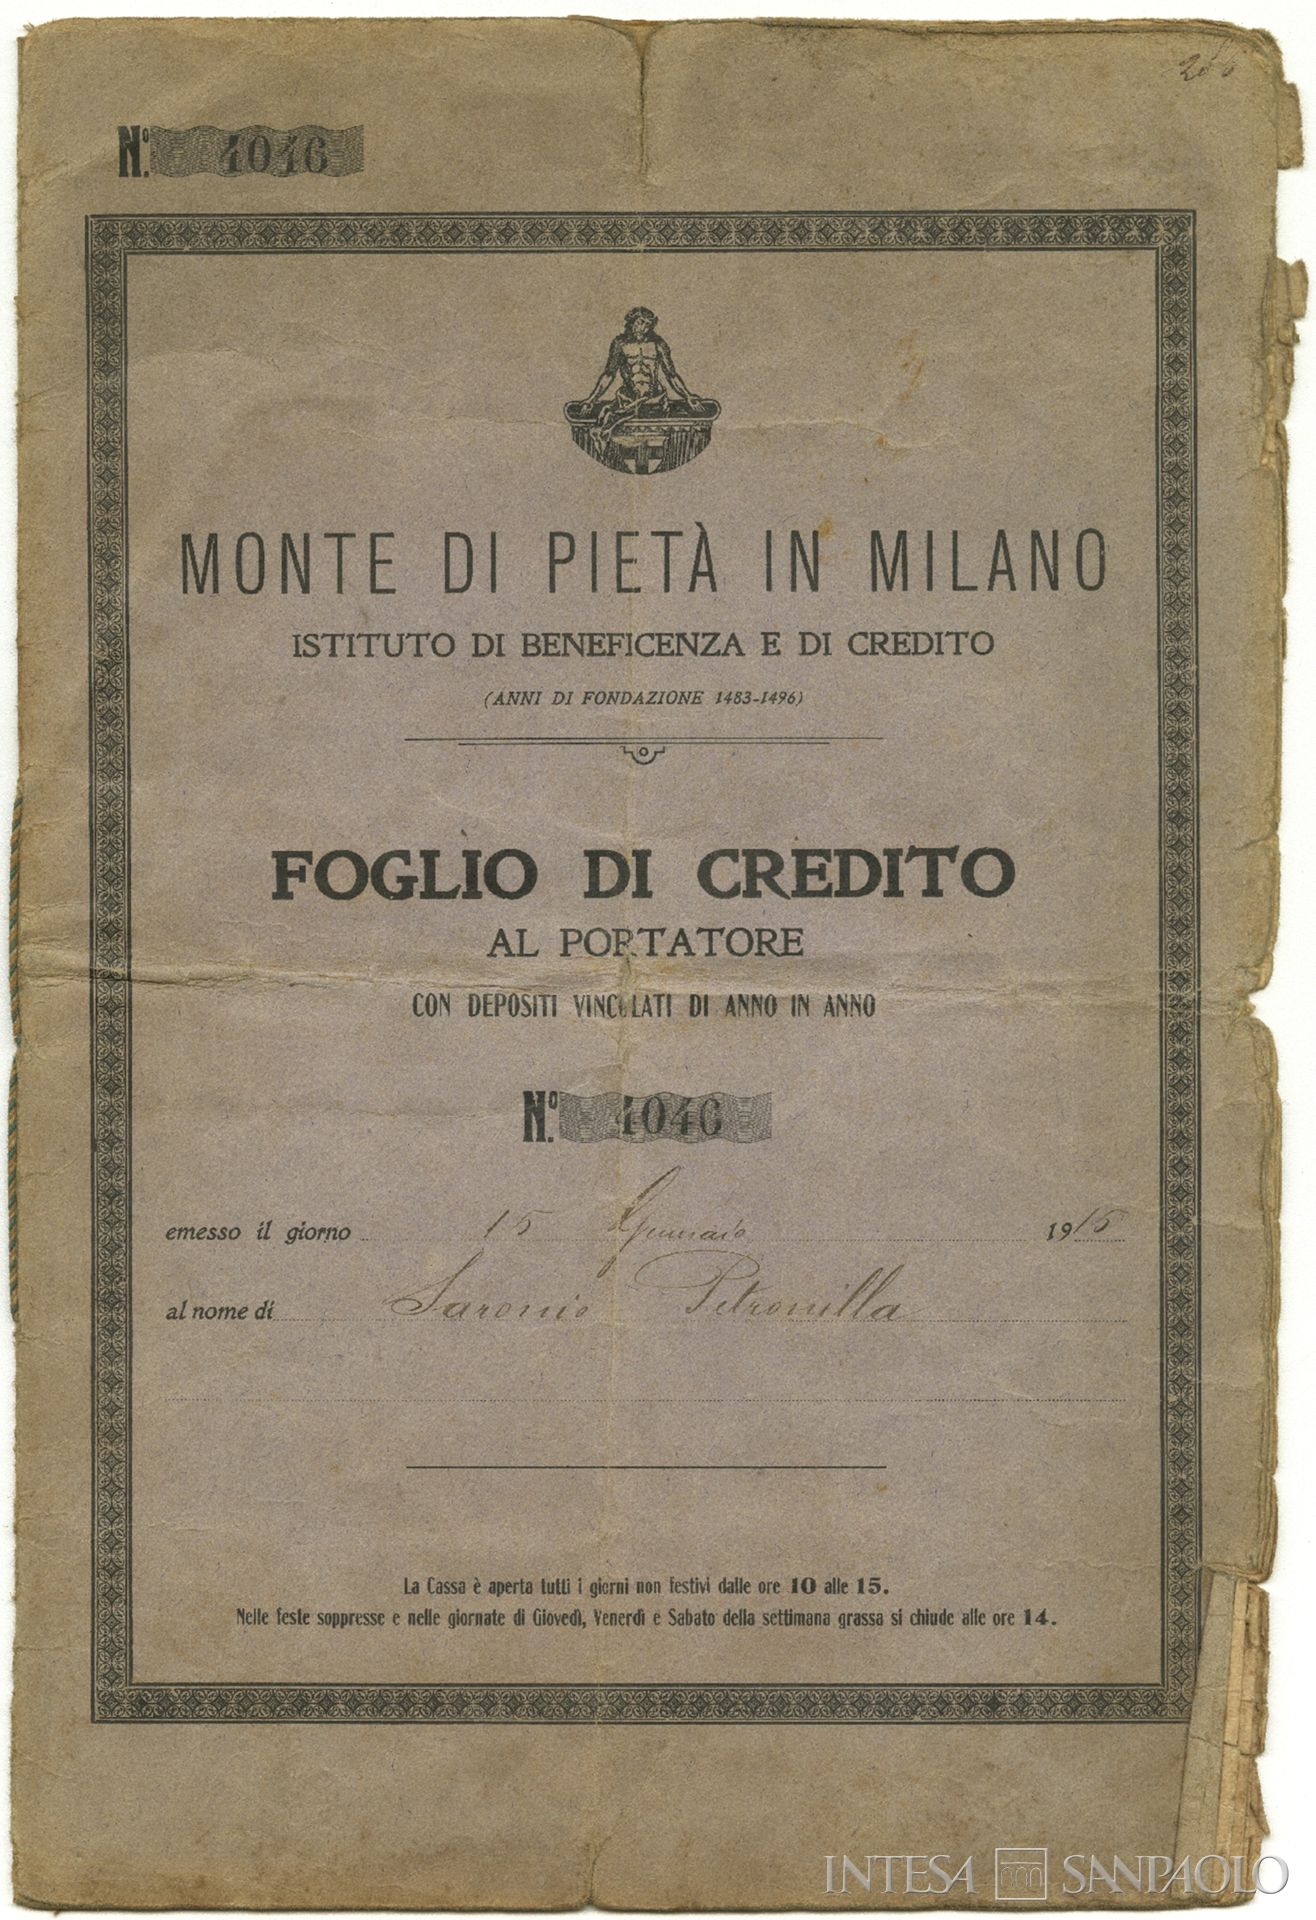 N.º 4046
MONTE DI PIETÀ IN MILANO
ISTITUTO DI BENEFICENZA E DI CREDITO
(ANNI DI FONDAZIONE 1483-1496)
FOGLIO DI CREDITO
AL PORTATORE
CON DEPOSITI VINCOLATI DI ANNO IN ANNO
N.º 4046
emesso il giorno 15 Gennaio 1915
al nome di Saronio Petronilla
La Cassa è aperta tutti i giorni non festivi dalle ore 10 alle 15.
Nelle feste soppresse e nelle giornate di Giovedì, Venerdì e Sabato della settimana grassa si chiude alle ore 14.
INTESA SANPAOLO